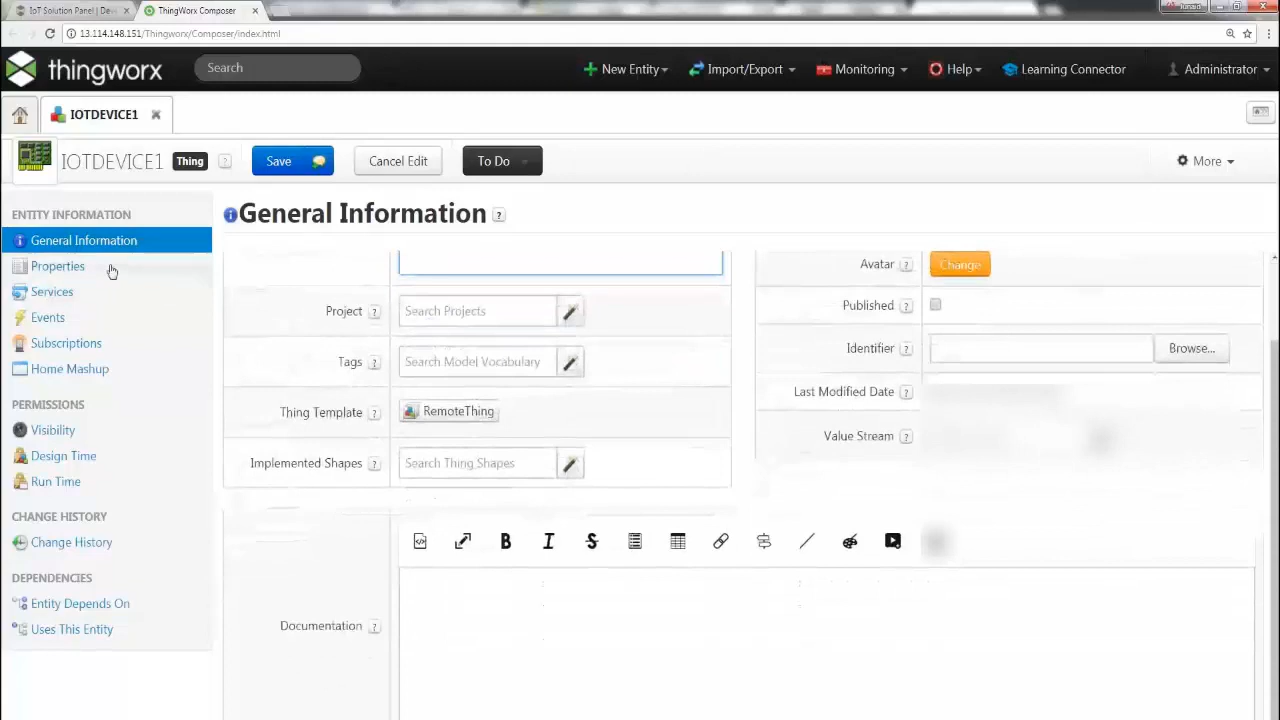 IoT Solution Panel | Dev
ThingWorx Composer
Junaid
13.114.148.151/Thingworx/Composer/index.html
thingworx
Search
New Entity
Import/Export
Monitoring
Help
Learning Connector
Administrator
IOTDEVICE1
IOTDEVICE1
Thing
?
Save
Cancel Edit
To Do
More
ENTITY INFORMATION
General Information
Properties
Services
Events
Subscriptions
Home Mashup
PERMISSIONS
Visibility
Design Time
Run Time
CHANGE HISTORY
Change History
DEPENDENCIES
Entity Depends On
Uses This Entity
General Information ?
Project ? Search Projects
Tags ? Search Model Vocabulary
Thing Template ? RemoteThing
Implemented Shapes ? Search Thing Shapes
Documentation ?
B I S
Avatar ? Change
Published ?
Identifier ? Browse...
Last Modified Date ?
Value Stream ?